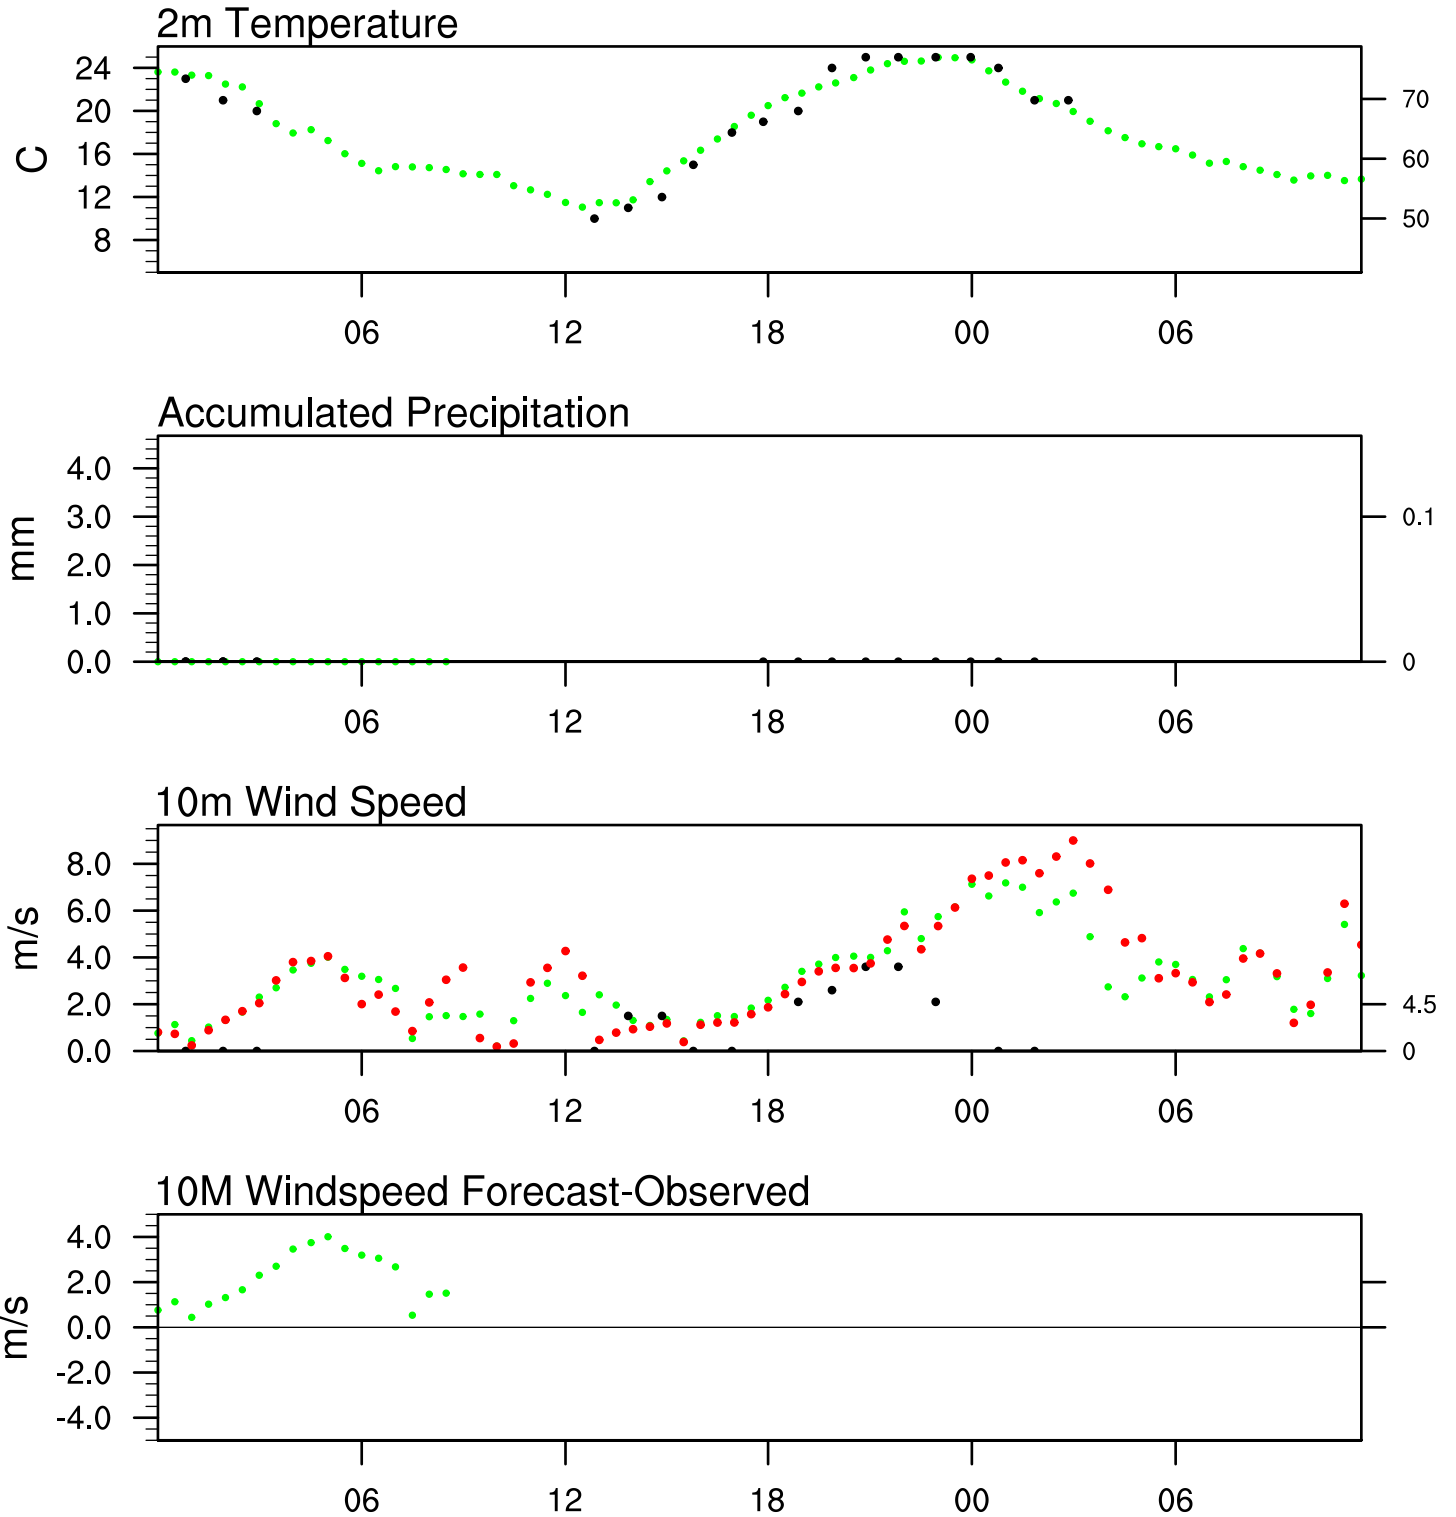 2m Temperature
24
20
16
12
8
C
70
60
50
06 12 18 00 06
Accumulated Precipitation
4.0
3.0
2.0
1.0
0.0
mm
0.1
0
06 12 18 00 06
10m Wind Speed
8.0
6.0
4.0
2.0
0.0
m/s
4.5
0
06 12 18 00 06
10M Windspeed Forecast-Observed
4.0
2.0
0.0
-2.0
-4.0
m/s
06 12 18 00 06